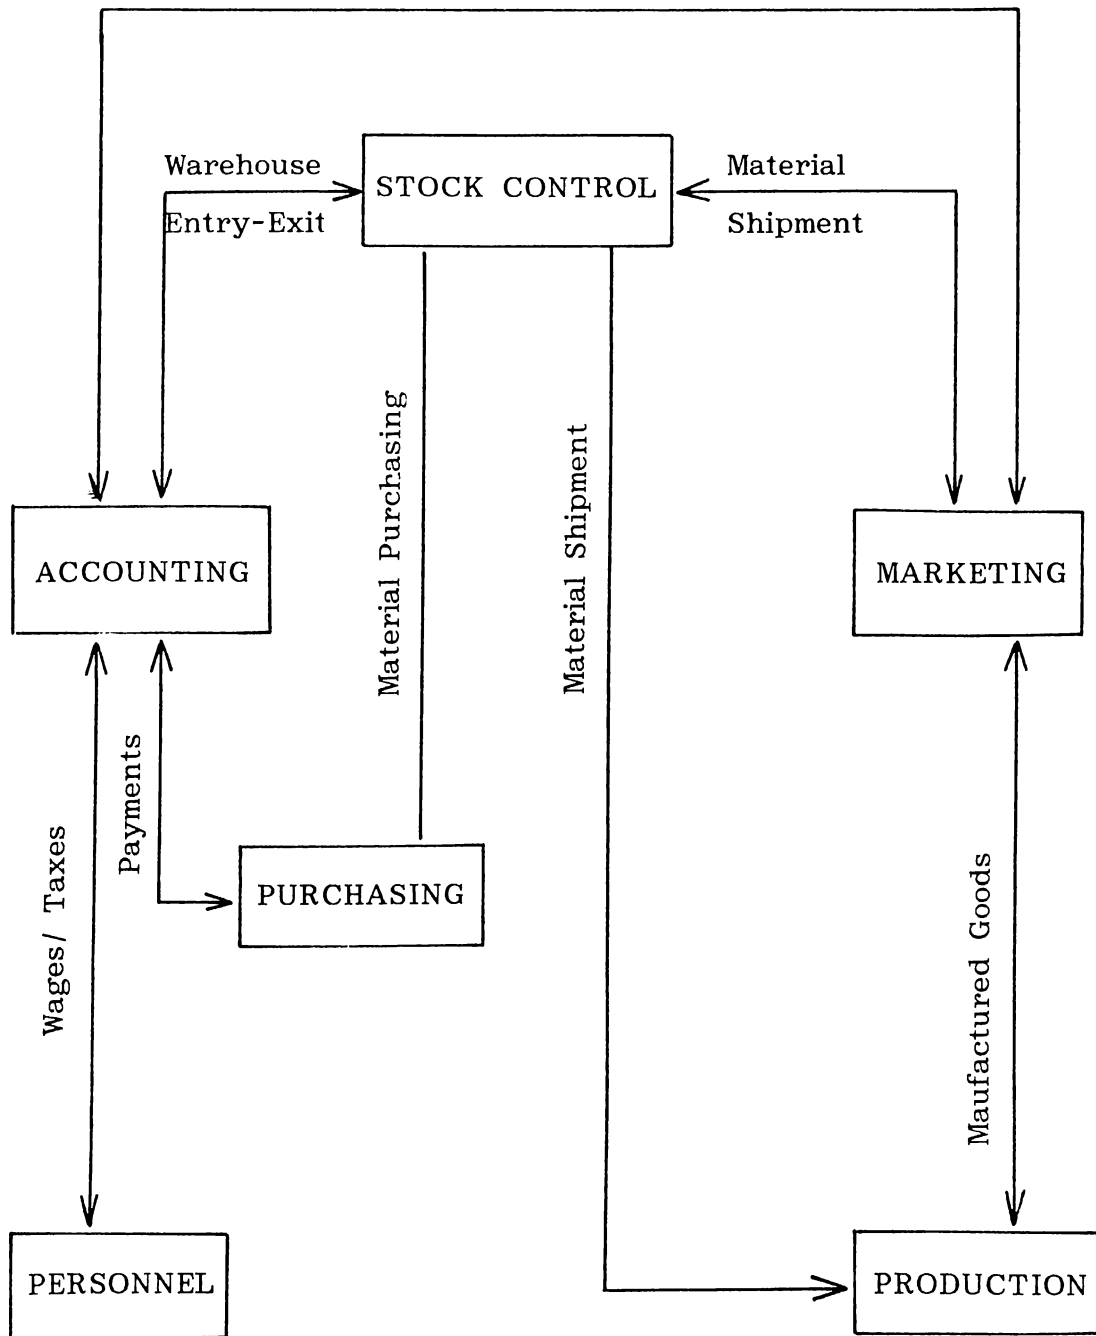 Warehouse
Entry-Exit
STOCK CONTROL
Material
Shipment
Material Purchasing
Material Shipment
ACCOUNTING
MARKETING
Payments
Wages/ Taxes
PURCHASING
Maufactured Goods
PERSONNEL
PRODUCTION